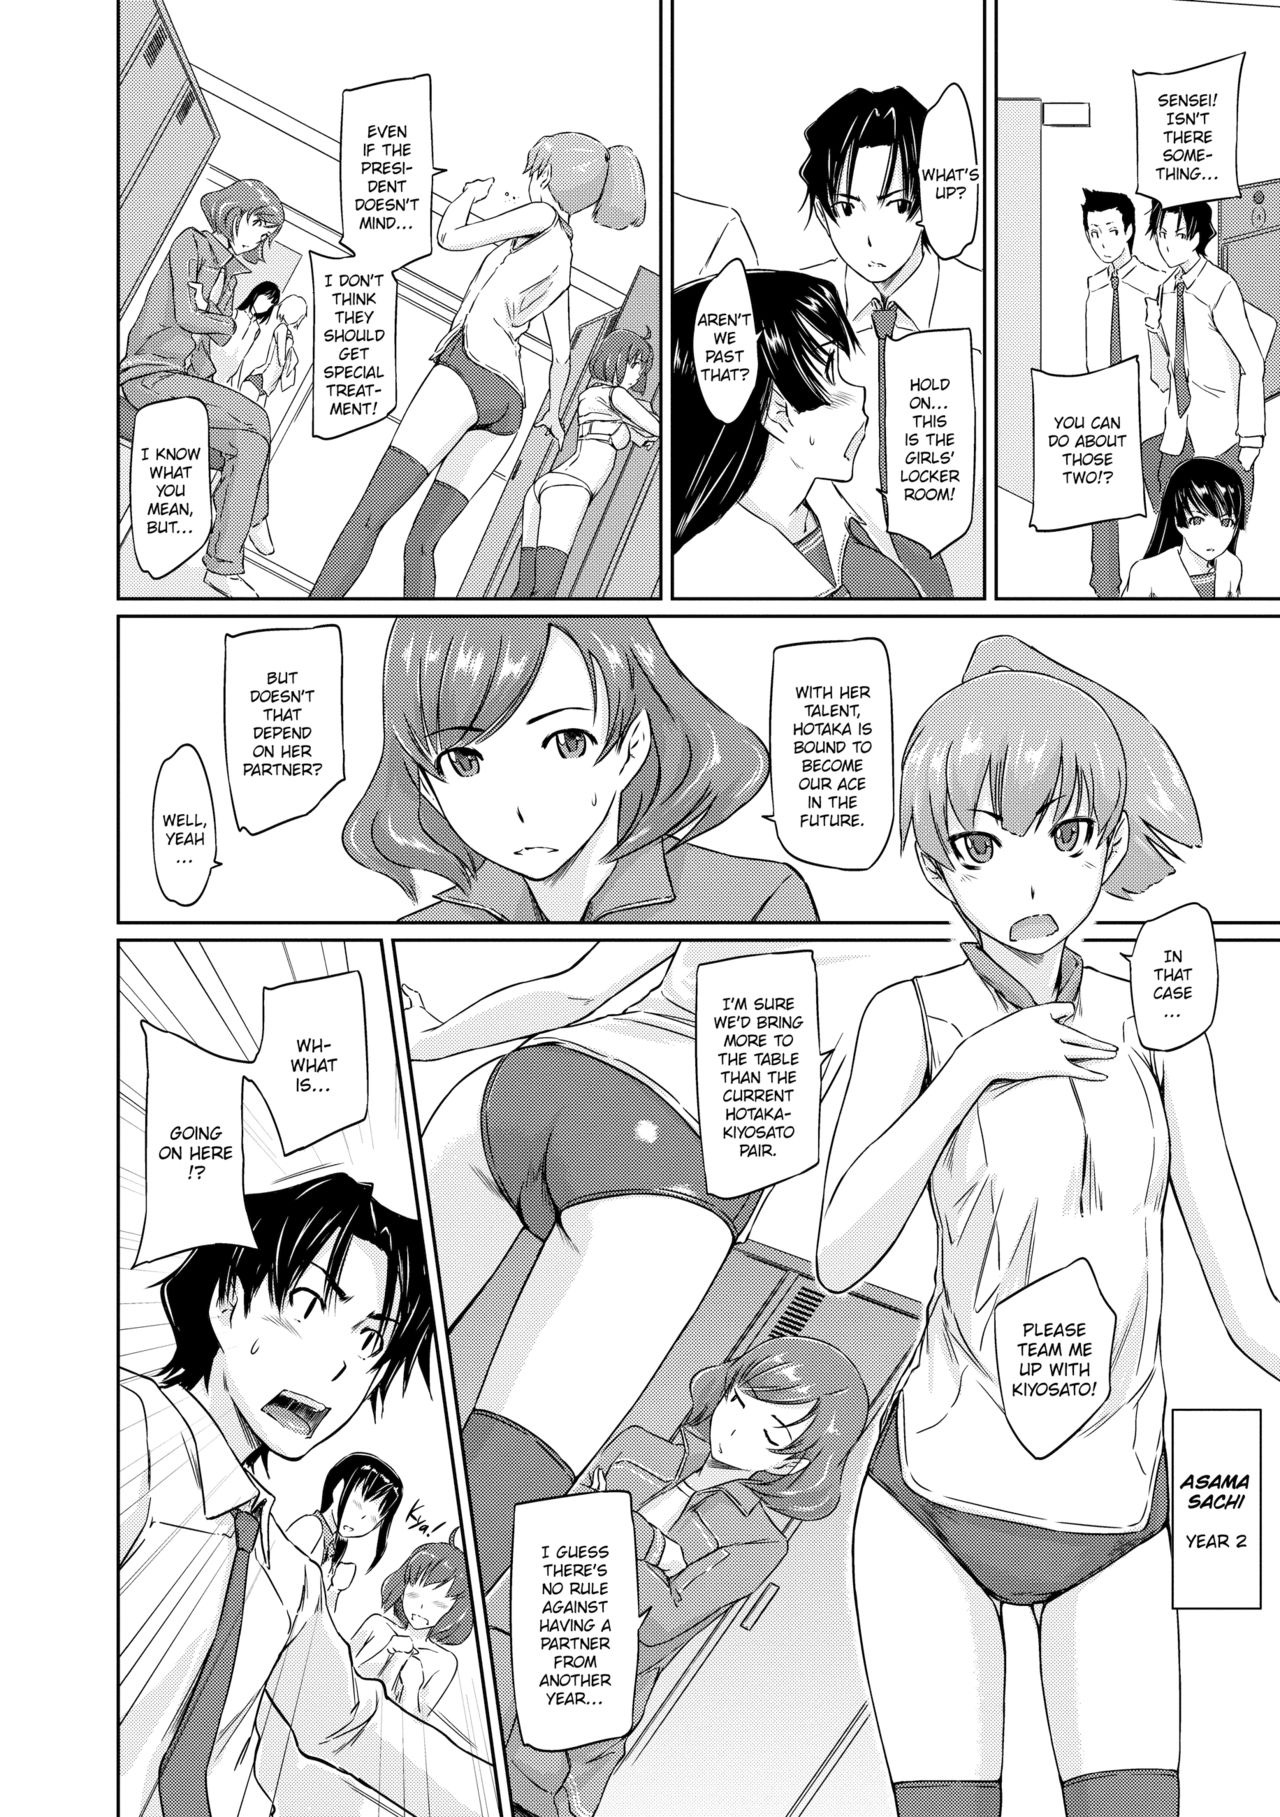 SENSEI!
ISN'T
THERE
SOME-
THING...
YOU CAN
DO ABOUT
THOSE
TWO!?
WHAT'S
UP?
AREN'T
WE
PAST
THAT?
HOLD
ON...
THIS
IS THE
GIRLS'
LOCKER
ROOM!
EVEN
IF THE
PRESI-
DENT
DOESN'T
MIND...
I DON'T
THINK
THEY
SHOULD
GET
SPECIAL
TREAT-
MENT!
I KNOW
WHAT
YOU
MEAN,
BUT...
WITH HER
TALENT,
HOTAKA IS
BOUND TO
BECOME
OUR ACE
IN THE
FUTURE.
BUT
DOESN'T
THAT
DEPEND
ON HER
PARTNER?
WELL,
YEAH
...
IN
THAT
CASE
...
I'M SURE
WE'D BRING
MORE TO
THE TABLE
THAN THE
CURRENT
HOTAKA-
KIYOSATO
PAIR.
PLEASE
TEAM ME
UP WITH
KIYOSATO!
ASAMA
SACHI
YEAR 2
I GUESS
THERE'S
NO RULE
AGAINST
HAVING A
PARTNER
FROM
ANOTHER
YEAR...
WH-
WHAT
IS...
GOING
ON HERE
!?
Kya!